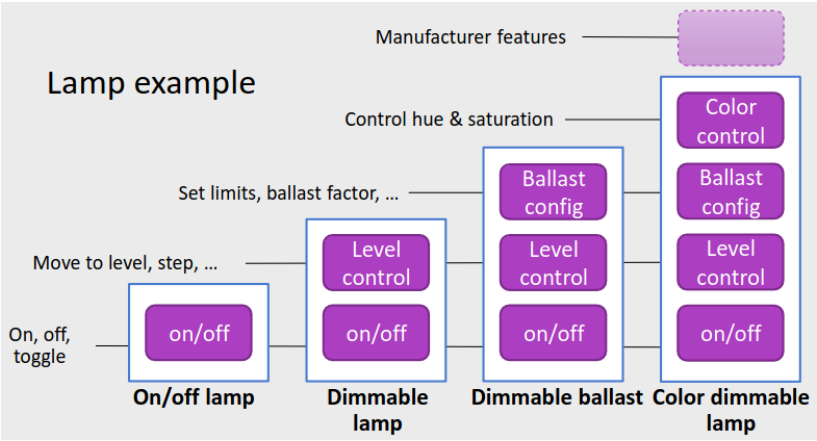 Manufacturer features
Lamp example
Color
control
Control hue & saturation
Ballast
config
Ballast
config
Set limits, ballast factor, ...
Level
control
Level
control
Level
control
Move to level, step, ...
On, off,
toggle
on/off
on/off
on/off
on/off
On/off lamp
Dimmable
lamp
Dimmable ballast
Color dimmable
lamp